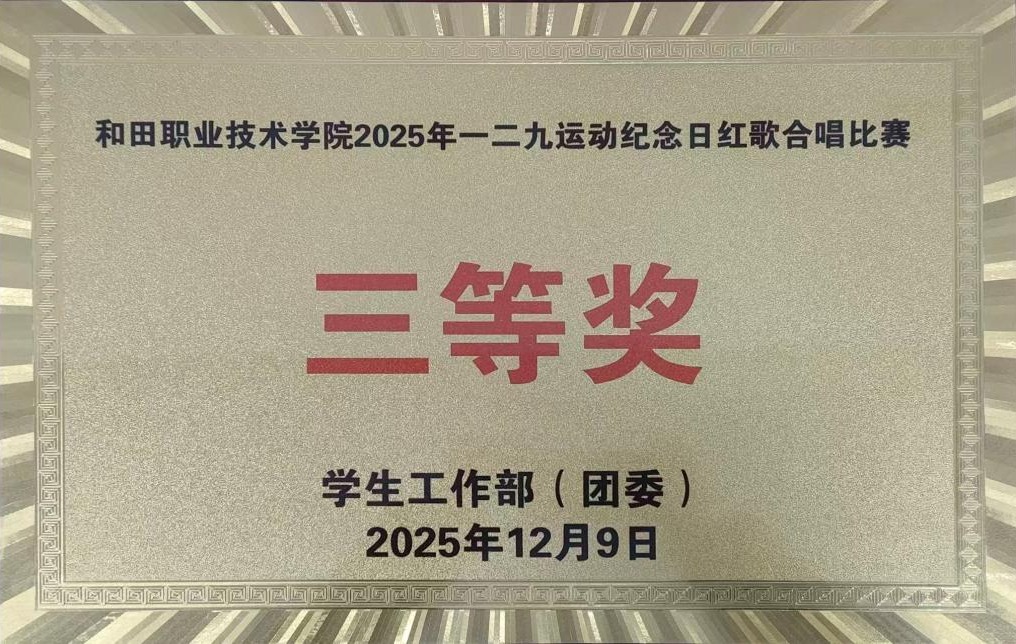 和田职业技术学院2025年一二九运动纪念日红歌合唱比赛
三等奖
学生工作部（团委）
2025年12月9日